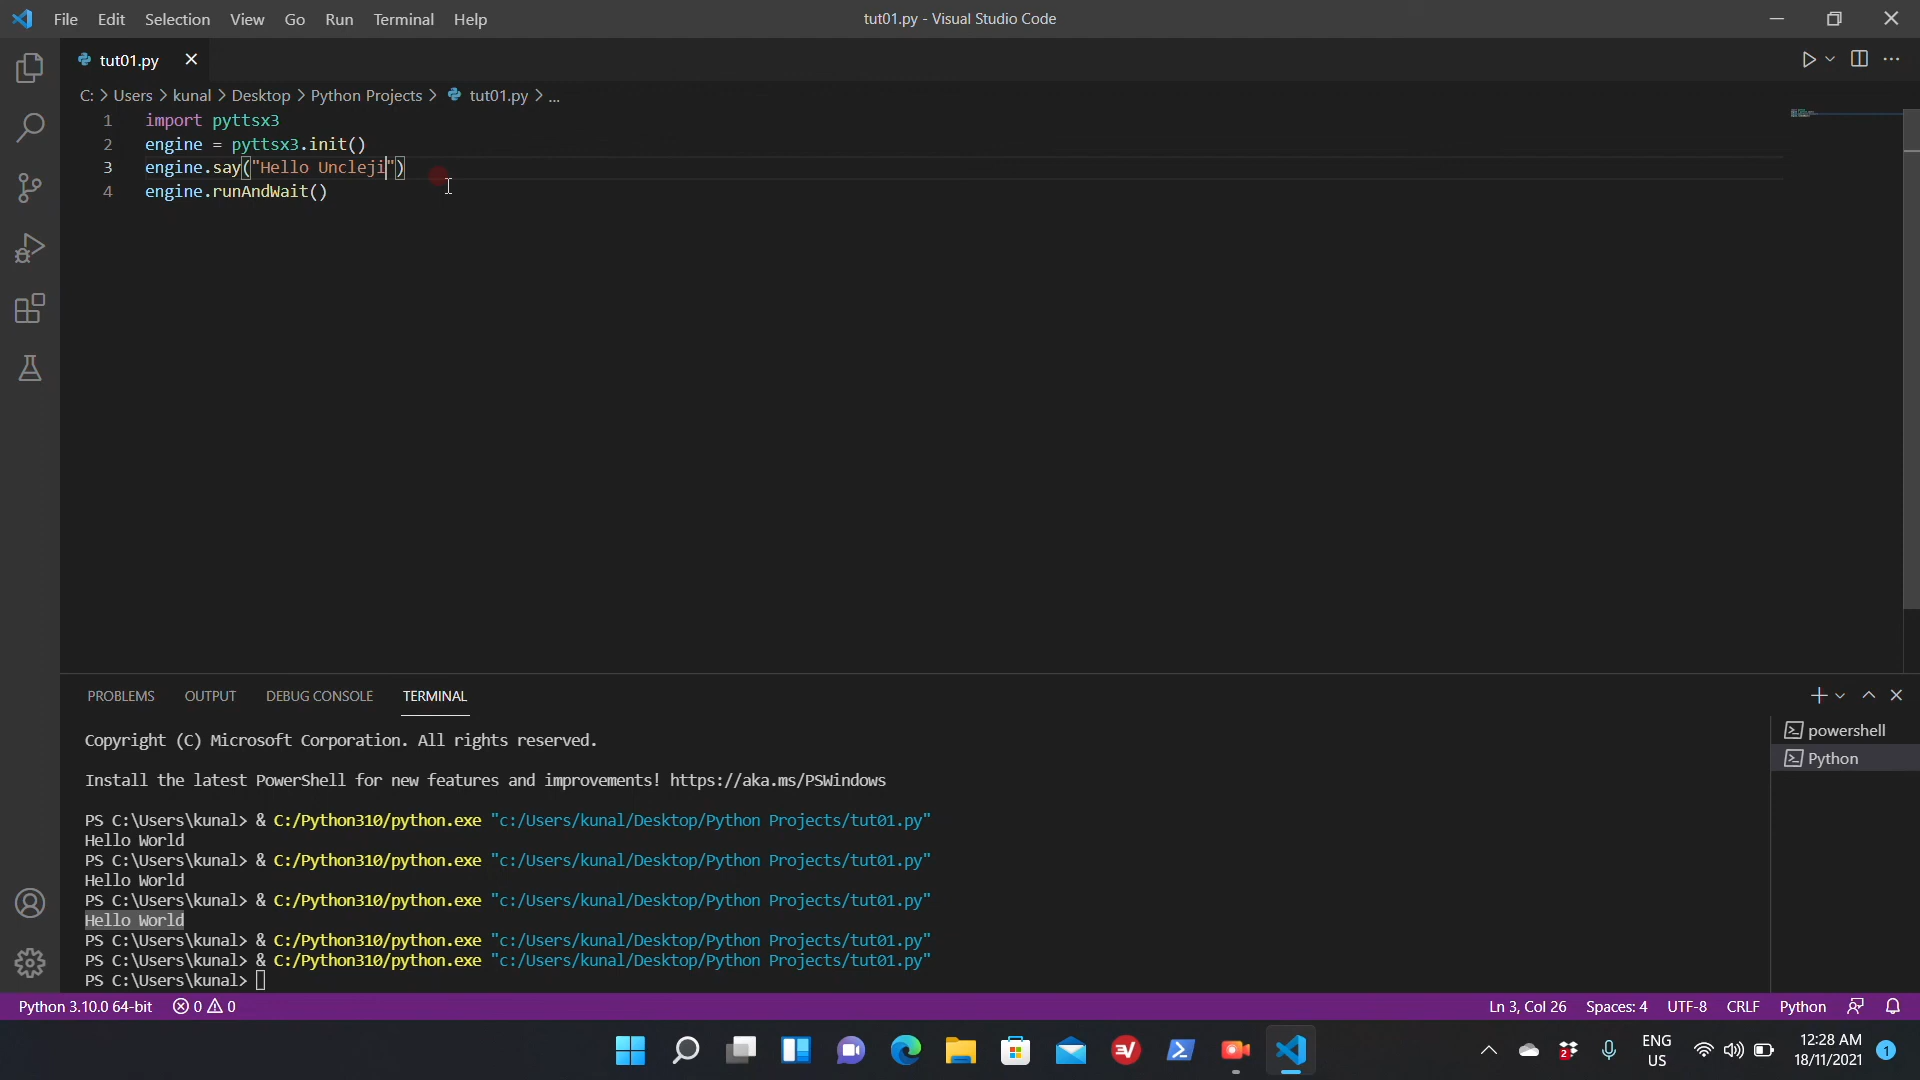 File Edit Selection View Go Run Terminal Help
tut01.py - Visual Studio Code
tut01.py
C: > Users > kunal > Desktop > Python Projects > tut01.py > ...
1 import pyttsx3
2 engine = pyttsx3.init()
3 engine.say("Hello Uncleji")
4 engine.runAndWait()
PROBLEMS OUTPUT DEBUG CONSOLE TERMINAL
Copyright (C) Microsoft Corporation. All rights reserved.
Install the latest PowerShell for new features and improvements! https://aka.ms/PSWindows
PS C:\Users\kunal> & C:/Python310/python.exe "c:/Users/kunal/Desktop/Python Projects/tut01.py"
Hello World
PS C:\Users\kunal> & C:/Python310/python.exe "c:/Users/kunal/Desktop/Python Projects/tut01.py"
Hello World
PS C:\Users\kunal> & C:/Python310/python.exe "c:/Users/kunal/Desktop/Python Projects/tut01.py"
Hello World
PS C:\Users\kunal> & C:/Python310/python.exe "c:/Users/kunal/Desktop/Python Projects/tut01.py"
PS C:\Users\kunal> & C:/Python310/python.exe "c:/Users/kunal/Desktop/Python Projects/tut01.py"
PS C:\Users\kunal>
powershell
Python
Python 3.10.0 64-bit 0 0
Ln 3, Col 26 Spaces: 4 UTF-8 CRLF Python
2
ENG
US
12:28 AM
18/11/2021
1